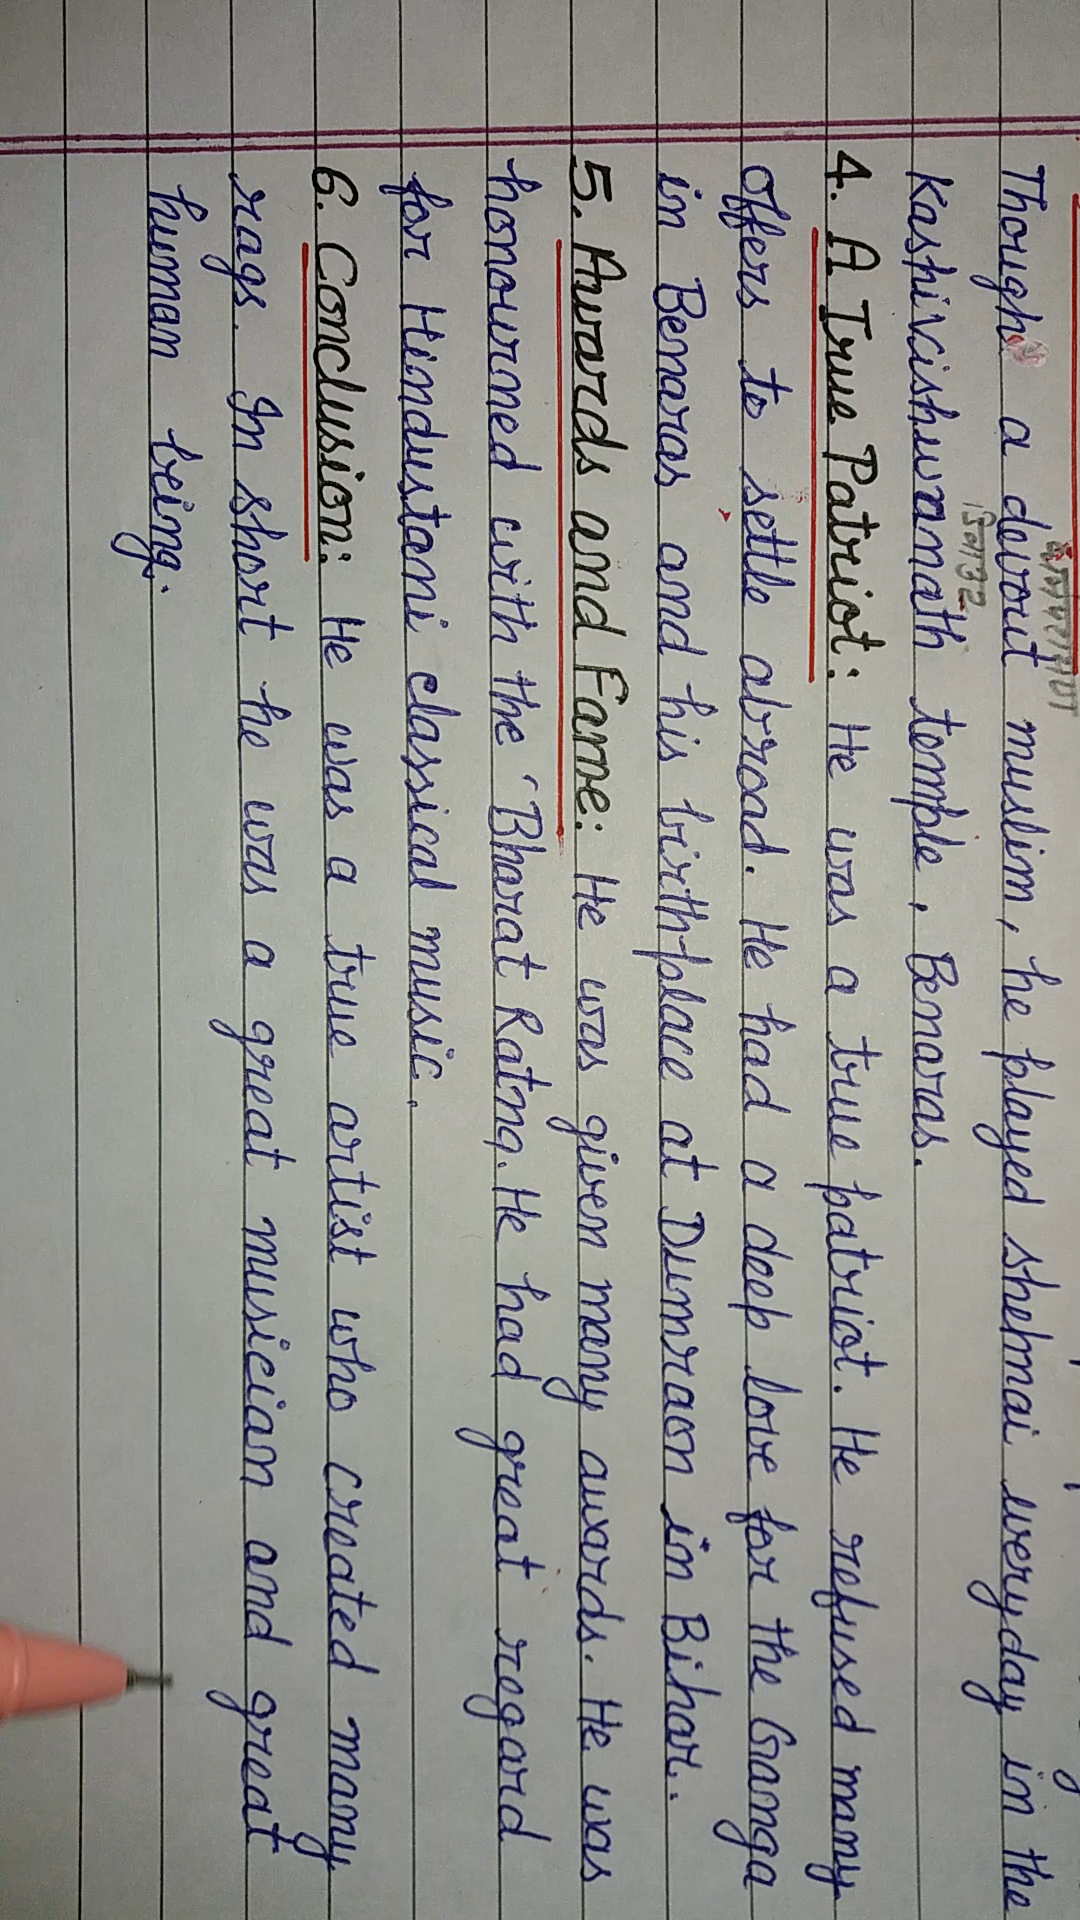 Though a devout muslim, he played shehnai everyday in the
Kashivishwanath temple, Benaras.
4. A True Patriot: He was a true patriot. He refused many
offers to settle abroad. He had a deep love for the Ganga
in Benaras and his birthplace at Dumraon in Bihar.
5. Awards and Fame: He was given many awards. He was
honoured with the 'Bharat Ratna. He had great regard
for Hindustani classical music.
6. Conclusion: He was a true artist who created many
rags. In short he was a great musician and great
human being.